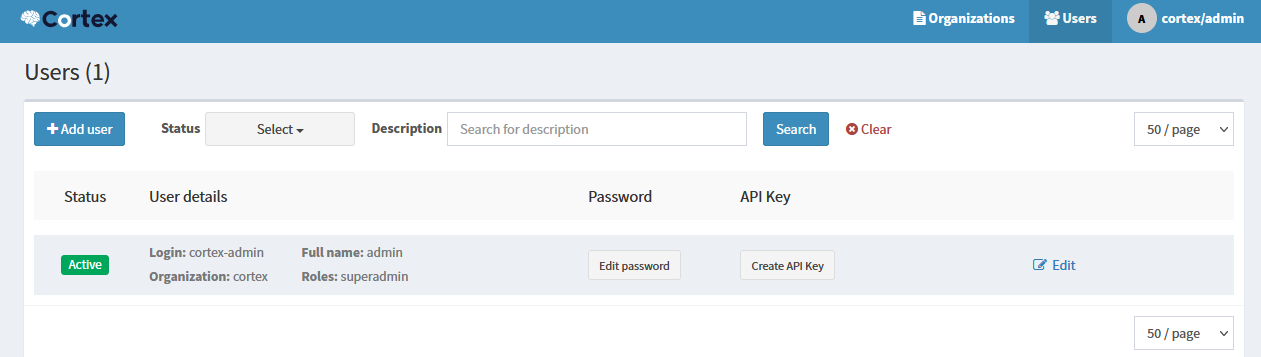 Cortex
Organizations
Users
A
cortex/admin
Users (1)
Add user
Status
Select
Description
Search for description
Search
Clear
50 / page
Status
User details
Password
API Key
Active
Login: cortex-admin
Full name: admin
Organization: cortex
Roles: superadmin
Edit password
Create API Key
Edit
50 / page